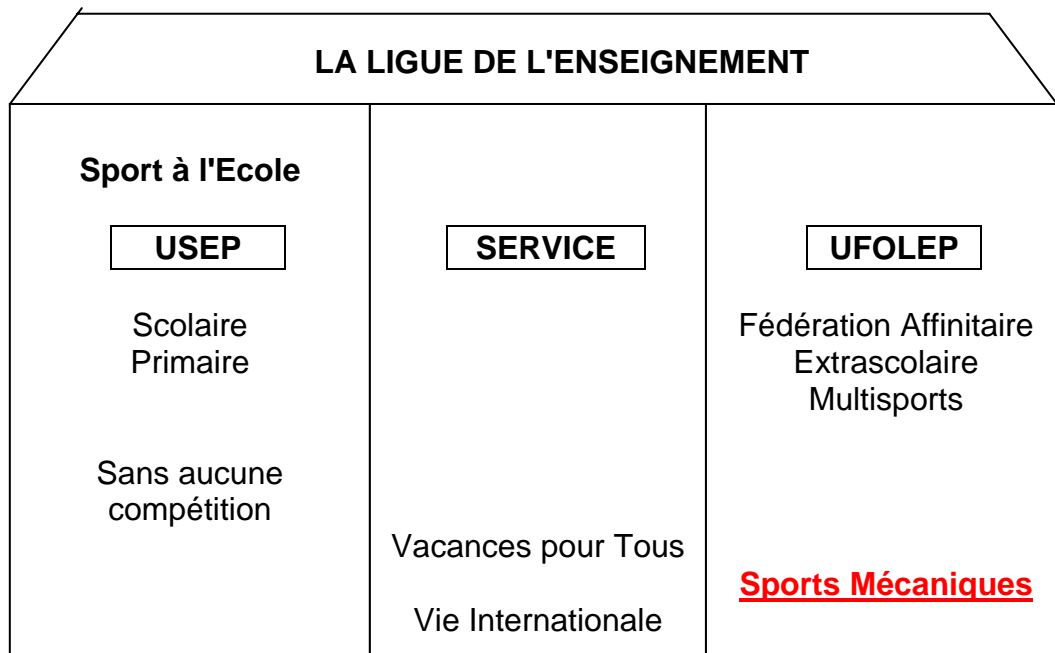 LA LIGUE DE L'ENSEIGNEMENT
Sport à l'Ecole
USEP
Scolaire
Primaire
Sans aucune
compétition
SERVICE
Vacances pour Tous
Vie Internationale
UFOLEP
Fédération Affinitaire
Extrascolaire
Multisports
Sports Mécaniques